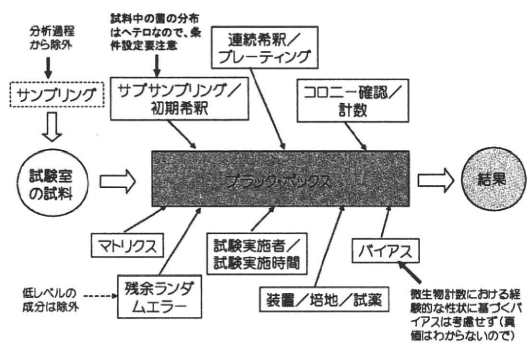 分析過程
から除外
試料中の菌の分布
はヘテロなので、条
件設定要注意
連続希釈／
プレーティング
サンプリング
サブサンプリング／
初期希釈
コロニー確認／
計数
試験室
の試料
ブラック・ボックス
結果
マトリクス
試験実施者／
試験実施時間
バイアス
低レベルの
成分は除外
残余ランダ
ムエラー
装置／培地／試薬
微生物計数における経
験的な性状に基づくバ
イアスは考慮せず（真
値はわからないので）